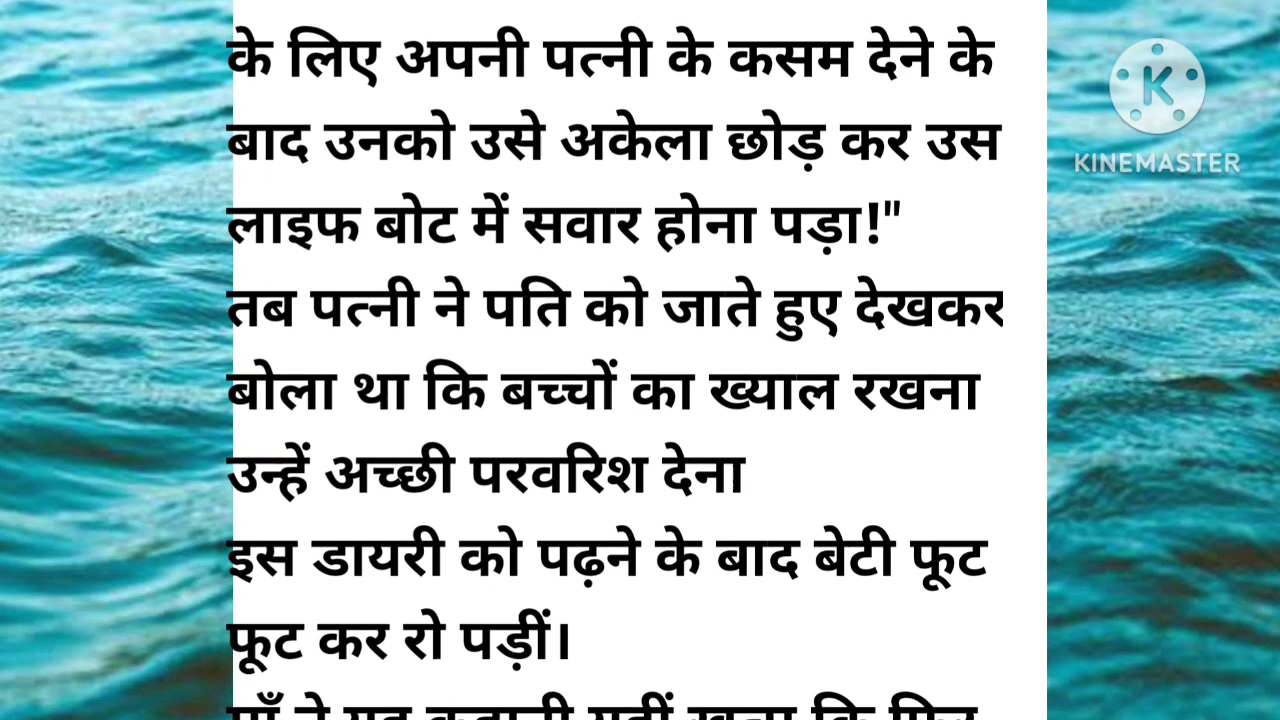 के लिए अपनी पत्नी के कसम देने के
बाद उनको उसे अकेला छोड़ कर उस
लाइफ बोट में सवार होना पड़ा!"
तब पत्नी ने पति को जाते हुए देखकर
बोला था कि बच्चों का ख्याल रखना
उन्हें अच्छी परवरिश देना
इस डायरी को पढ़ने के बाद बेटी फूट
फूट कर रो पड़ीं।
K
KINEMASTER